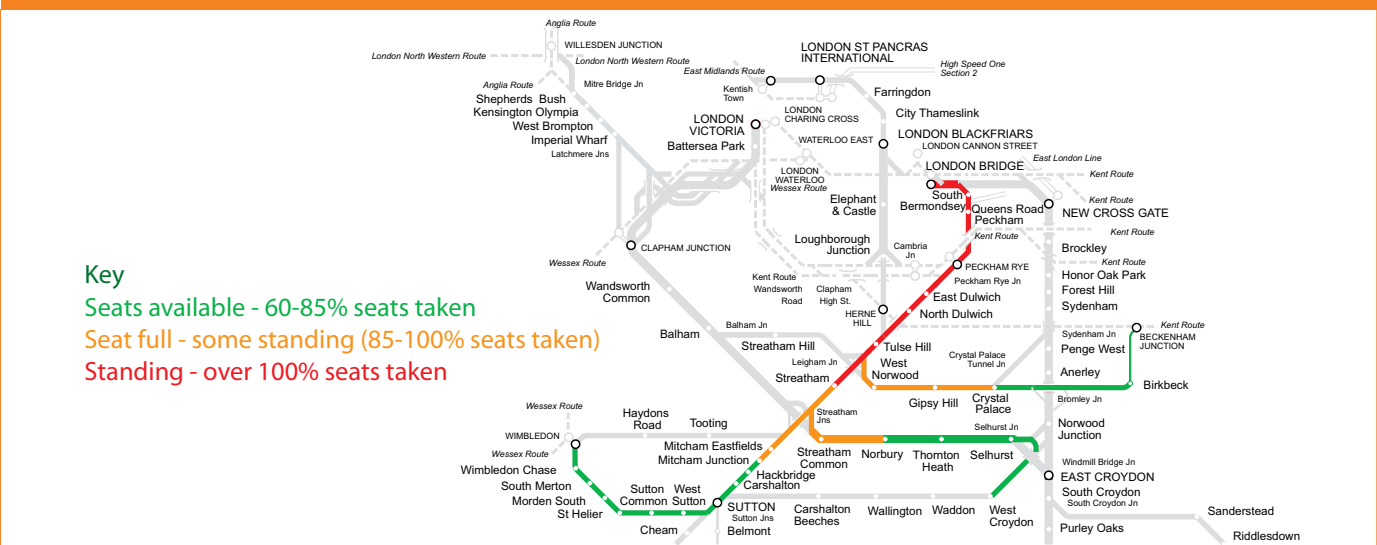 Anglia Route
WILLESDEN JUNCTION
London North Western Route
London North Western Route
Anglia Route
Mitre Bridge Jn
Shepherds Bush
Kensington Olympia
West Brompton
Imperial Wharf
Latchmere Jns
LONDON ST PANCRAS
INTERNATIONAL
High Speed One
Section 2
East Midlands Route
Kentish
Town
Farringdon
City Thameslink
LONDON
VICTORIA
LONDON
CHARING CROSS
Battersea Park
WATERLOO EAST
LONDON BLACKFRIARS
LONDON CANNON STREET
East London Line
LONDON BRIDGE
Kent Route
LONDON
WATERLOO
Wessex Route
Elephant
& Castle
South
Bermondsey
Queens Road
Peckham
Kent Route
NEW CROSS GATE
Kent Route
Kent Route
Loughborough
Junction
Cambria
Jn
CLAPHAM JUNCTION
Wessex Route
Brockley
Kent Route
PECKHAM RYE
Peckham Rye Jn
Honor Oak Park
Forest Hill
Sydenham
Kent Route
Wandsworth
Road
Clapham
High St.
Wandsworth
Common
East Dulwich
North Dulwich
HERNE
HILL
Key
Seats available - 60-85% seats taken
Seat full - some standing (85-100% seats taken)
Standing - over 100% seats taken
Balham
Balham Jn
Streatham Hill
Leigham Jn
Tulse Hill
West
Norwood
Streatham
Crystal Palace
Tunnel Jn
Sydenham Jn
Penge West
Kent Route
BECKENHAM
JUNCTION
Anerley
Birkbeck
Gipsy Hill
Crystal
Palace
Bromley Jn
Wessex Route
Haydons
Road
Tooting
Streatham
Jns
Selhurst Jn
Norwood
Junction
WIMBLEDON
Wessex Route
Mitcham Eastfields
Mitcham Junction
Streatham
Common
Norbury
Thornton
Heath
Selhurst
Windmill Bridge Jn
Wimbledon Chase
South Merton
Morden South
St Helier
Hackbridge
Carshalton
EAST CROYDON
South Croydon
South Croydon Jn
Sutton
Common
West
Sutton
SUTTON
Sutton Jns
Cheam
Belmont
Carshalton
Beeches
Wallington
Waddon
West
Croydon
Purley Oaks
Sanderstead
Riddlesdown